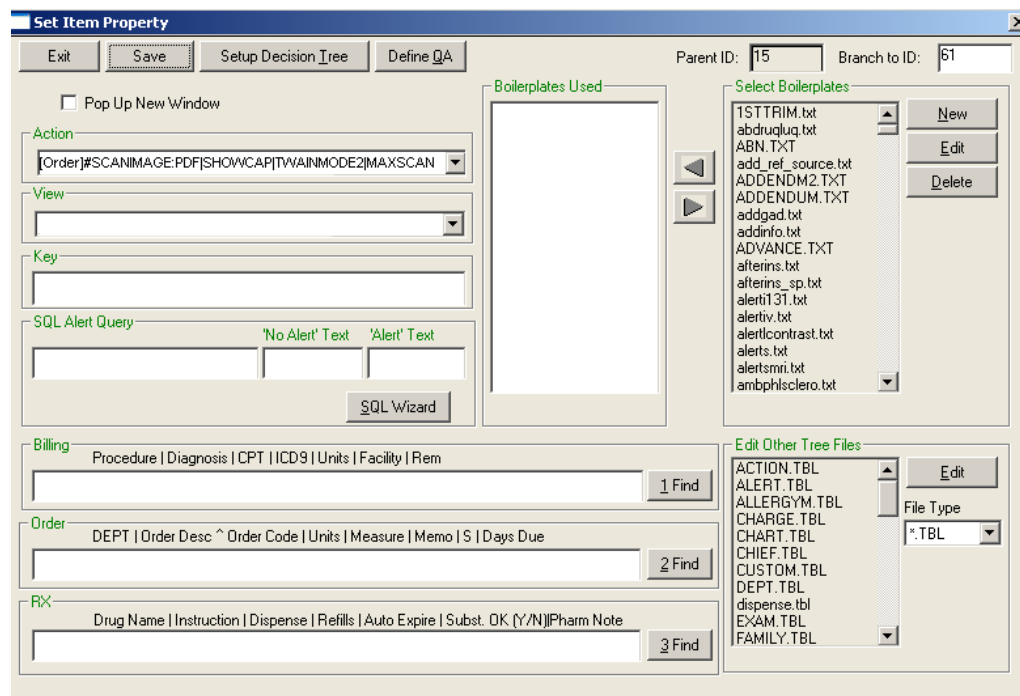 Set Item Property
Exit Save Setup Decision Tree Define QA Parent ID: 15 Branch to ID: 61
Pop Up New Window
Action
[Order]#SCANIMAGE:PDF|SHOWCAP|TWAINMODE2|MAXSCAN
View
Key
SQL Alert Query
'No Alert' Text 'Alert' Text
SQL Wizard
Boilerplates Used
Select Boilerplates
1STTRIM.txt
abdruqluq.txt
ABN.TXT
add_ref_source.txt
ADDENDM2.TXT
ADDENDUM.TXT
addgad.txt
addinfo.txt
ADVANCE.TXT
afterins.txt
afterins_sp.txt
alerti131.txt
alertiv.txt
alertlcontrast.txt
alerts.txt
alertsmri.txt
ambphlsclero.txt
New
Edit
Delete
Billing
Procedure | Diagnosis | CPT | ICD9 | Units | Facility | Rem
1 Find
Order
DEPT | Order Desc ^ Order Code | Units | Measure | Memo | S | Days Due
2 Find
RX
Drug Name | Instruction | Dispense | Refills | Auto Expire | Subst. OK (Y/N)|Pharm Note
3 Find
Edit Other Tree Files
ACTION.TBL
ALERT.TBL
ALLERGYM.TBL
CHARGE.TBL
CHART.TBL
CHIEF.TBL
CUSTOM.TBL
DEPT.TBL
dispense.tbl
EXAM.TBL
FAMILY.TBL
Edit
File Type
*.TBL